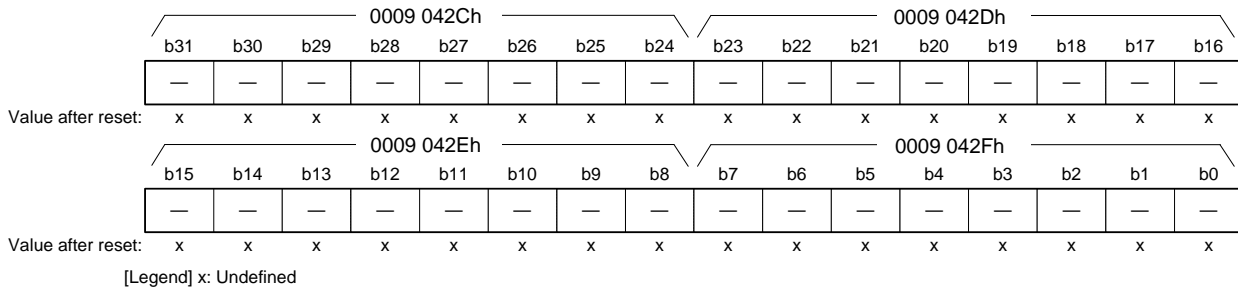 0009 042Ch 0009 042Dh
b31 b30 b29 b28 b27 b26 b25 b24 b23 b22 b21 b20 b19 b18 b17 b16
— — — — — — — — — — — — — — — —
Value after reset: x x x x x x x x x x x x x x x x
0009 042Eh 0009 042Fh
b15 b14 b13 b12 b11 b10 b9 b8 b7 b6 b5 b4 b3 b2 b1 b0
— — — — — — — — — — — — — — — —
Value after reset: x x x x x x x x x x x x x x x x
[Legend] x: Undefined